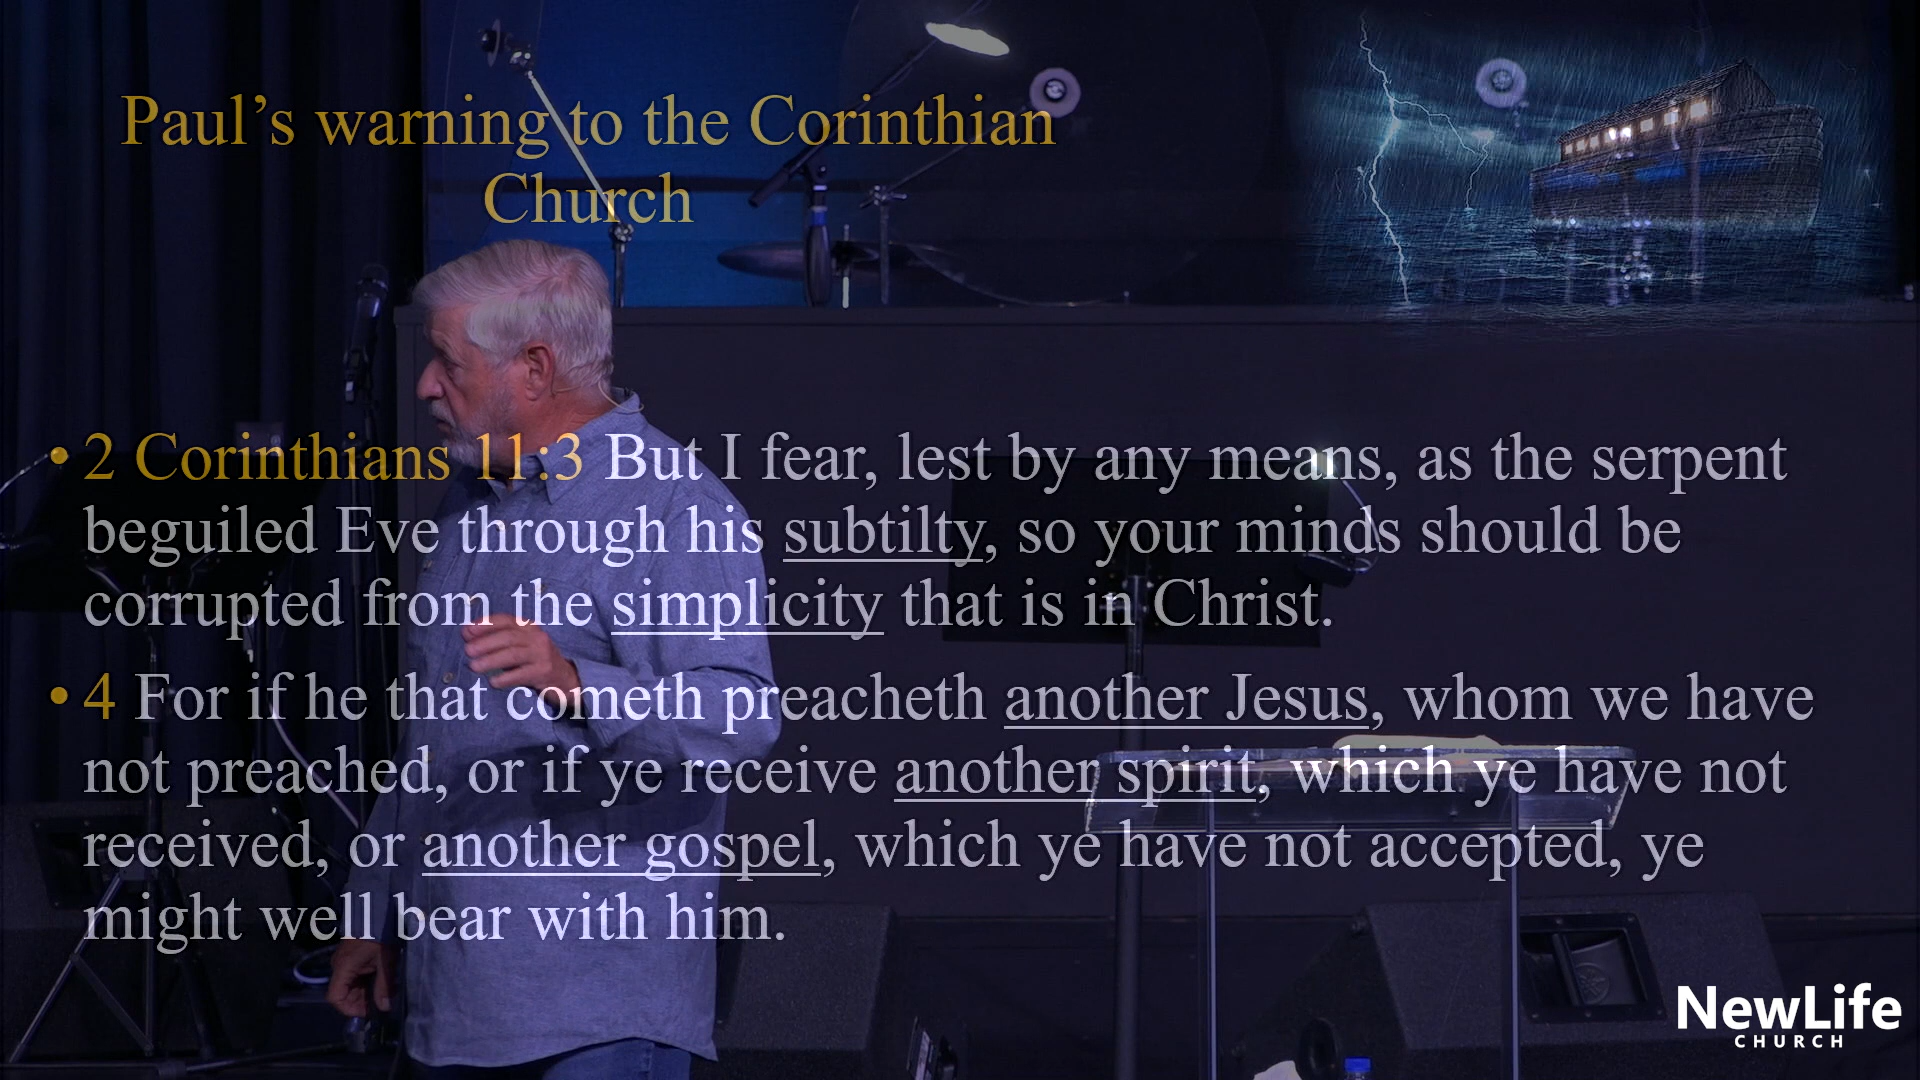 Paul’s warning to the Corinthian
Church
• 2 Corinthians 11:3 But I fear, lest by any means, as the serpent
beguiled Eve through his subtilty, so your minds should be
corrupted from the simplicity that is in Christ.
• 4 For if he that cometh preacheth another Jesus, whom we have
not preached, or if ye receive another spirit, which ye have not
received, or another gospel, which ye have not accepted, ye
might well bear with him.
NewLife
CHURCH